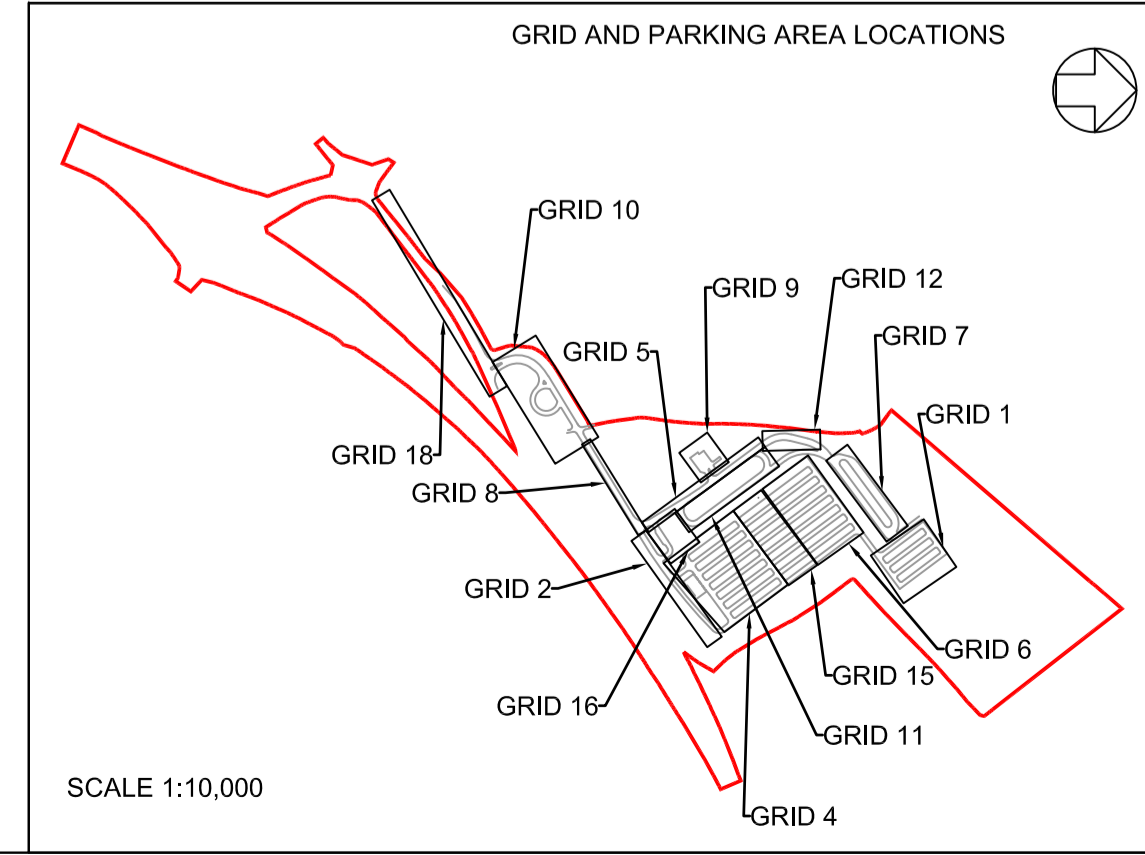 GRID AND PARKING AREA LOCATIONS
GRID 10
GRID 9
GRID 12
GRID 5
GRID 7
GRID 1
GRID 18
GRID 8
GRID 2
GRID 6
GRID 15
GRID 16
GRID 11
SCALE 1:10,000
GRID 4